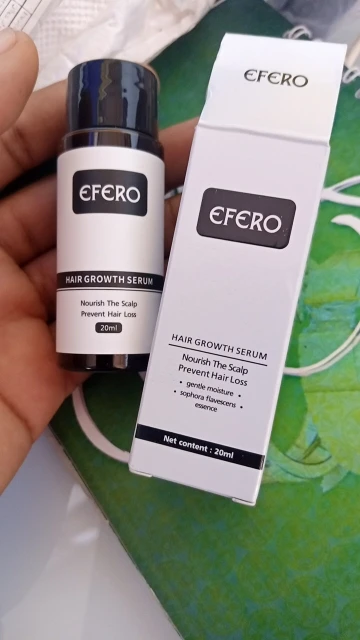 EFERO
HAIR GROWTH SERUM
Nourish The Scalp
Prevent Hair Loss
20ml
EFERO
EFERO
HAIR GROWTH SERUM
Nourish The Scalp
Prevent Hair Loss
• gentle moisture •
• sophora flavescens •
essence
Net content : 20ml